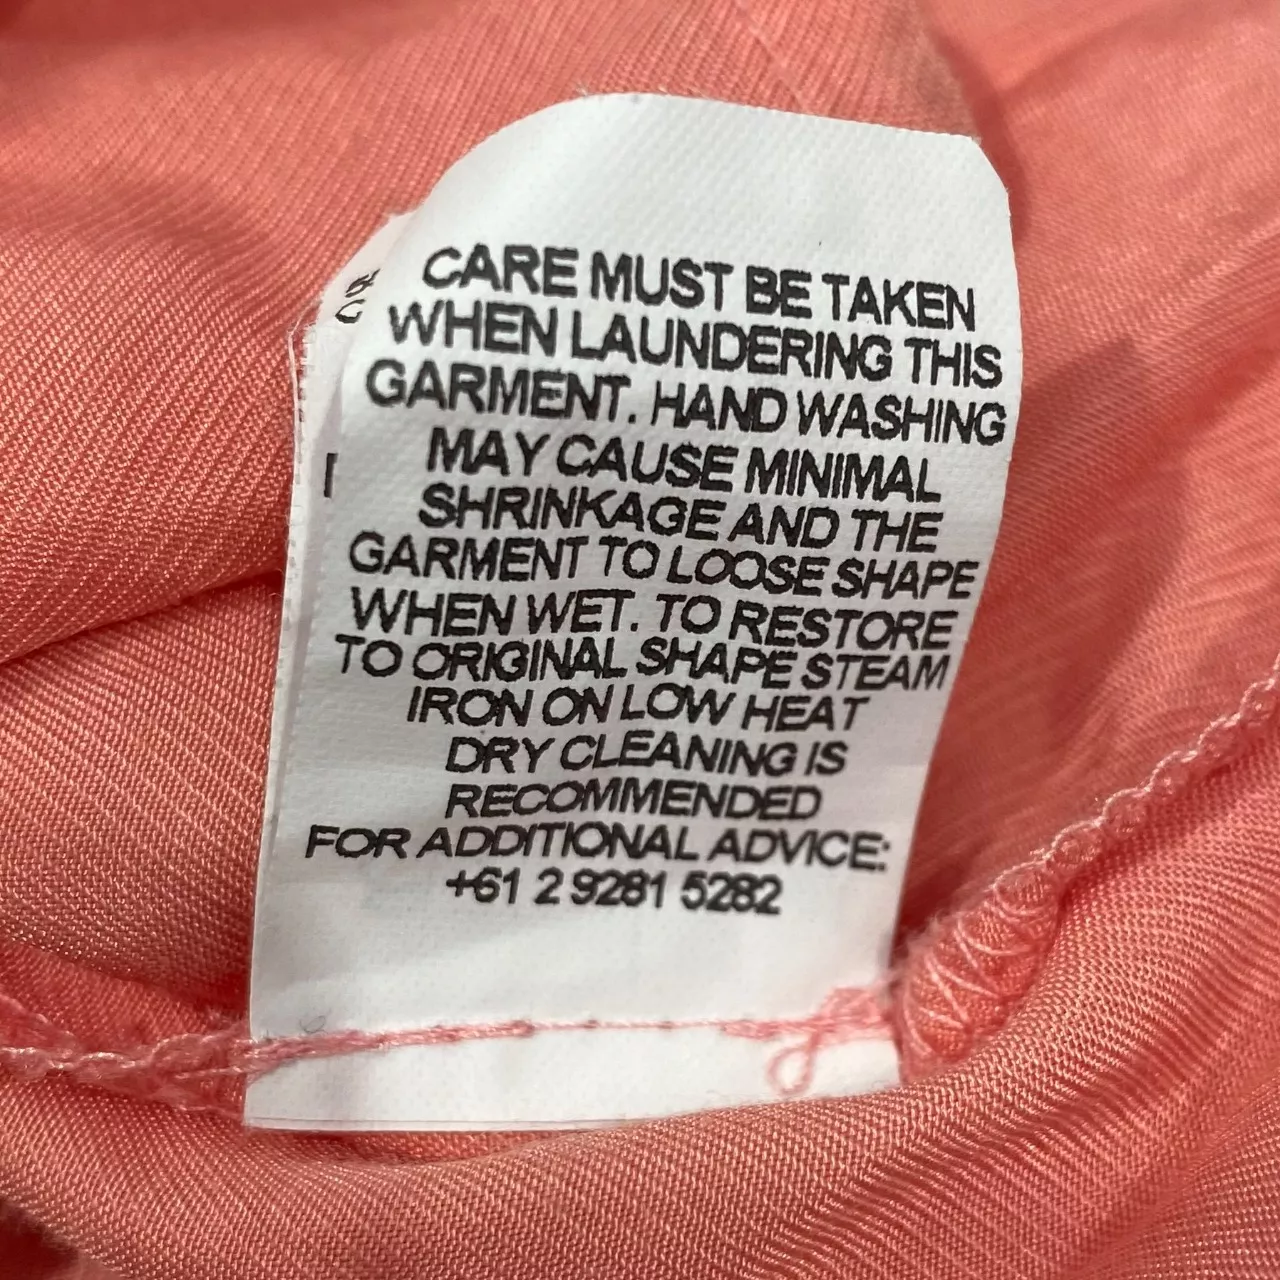 CARE MUST BE TAKEN
WHEN LAUNDERING THIS
GARMENT. HAND WASHING
MAY CAUSE MINIMAL
SHRINKAGE AND THE
GARMENT TO LOOSE SHAPE
WHEN WET. TO RESTORE
TO ORIGINAL SHAPE STEAM
IRON ON LOW HEAT
DRY CLEANING IS
RECOMMENDED
FOR ADDITIONAL ADVICE:
+61 2 9281 5282